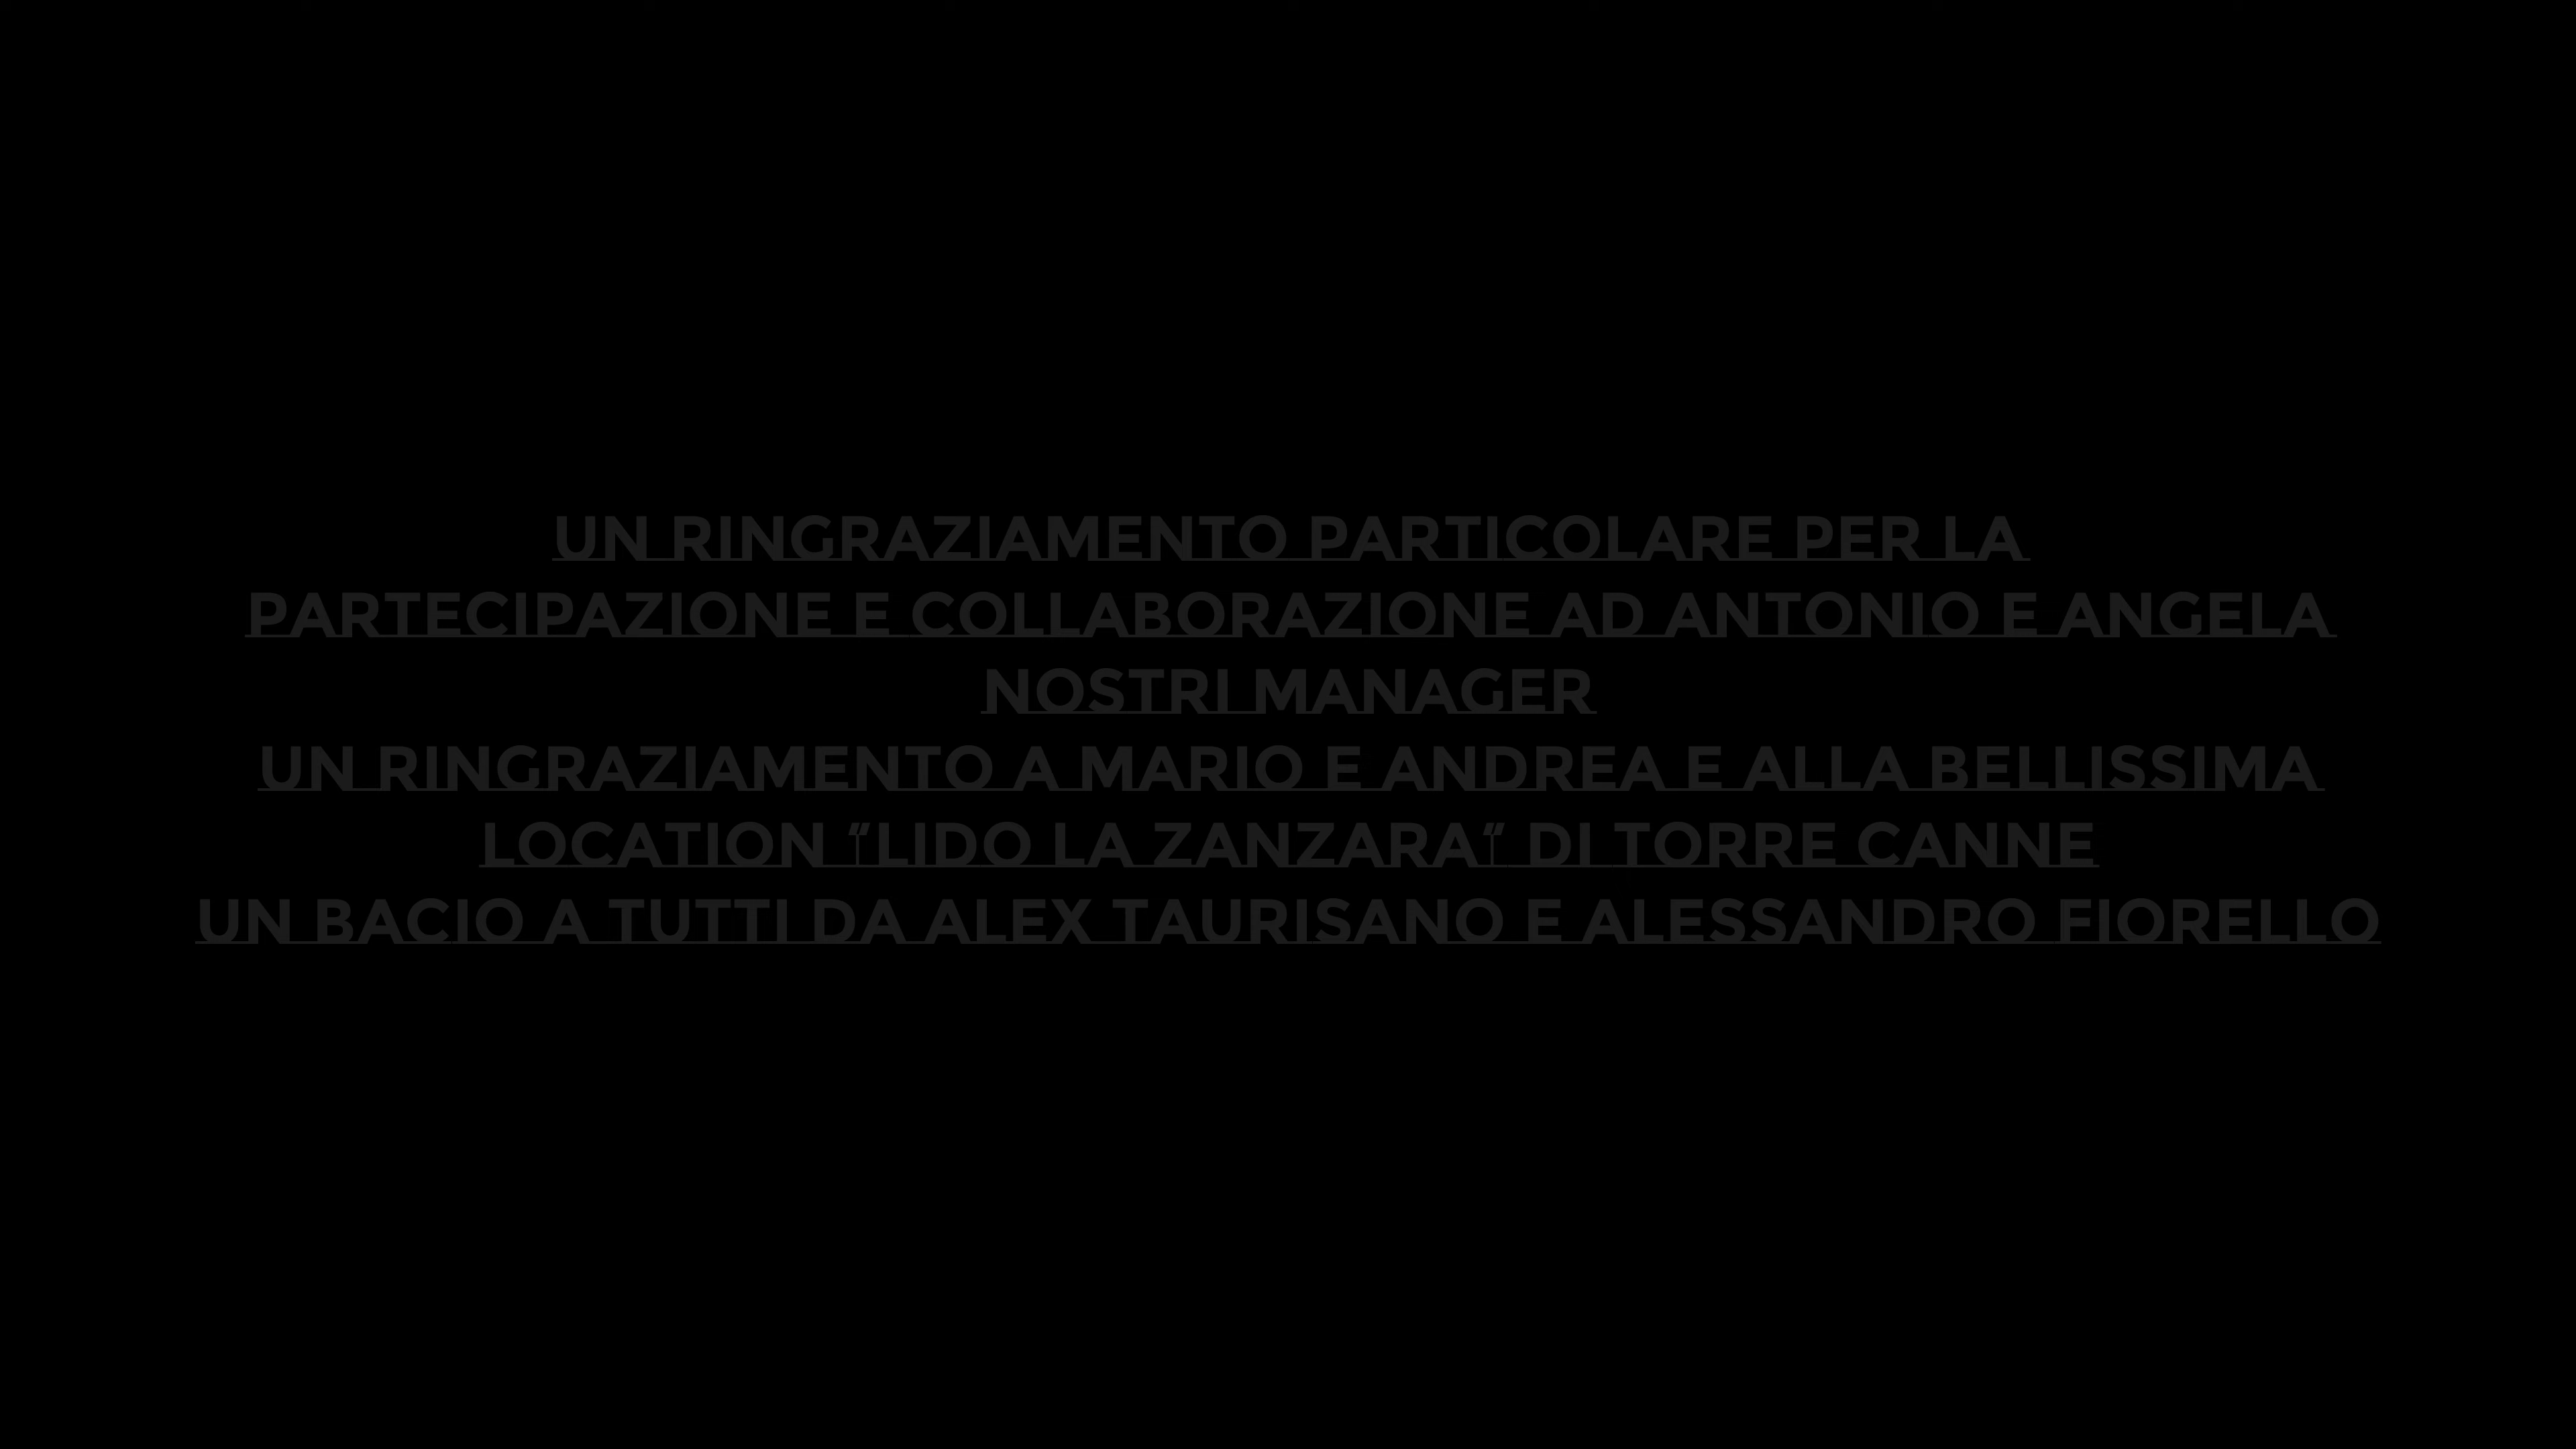 UN RINGRAZIAMENTO PARTICOLARE PER LA
PARTECIPAZIONE E COLLABORAZIONE AD ANTONIO E ANGELA
NOSTRI MANAGER
UN RINGRAZIAMENTO A MARIO E ANDREA E ALLA BELLISSIMA
LOCATION “LIDO LA ZANZARA” DI TORRE CANNE
UN BACIO A TUTTI DA ALEX TAURISANO E ALESSANDRO FIORELLO